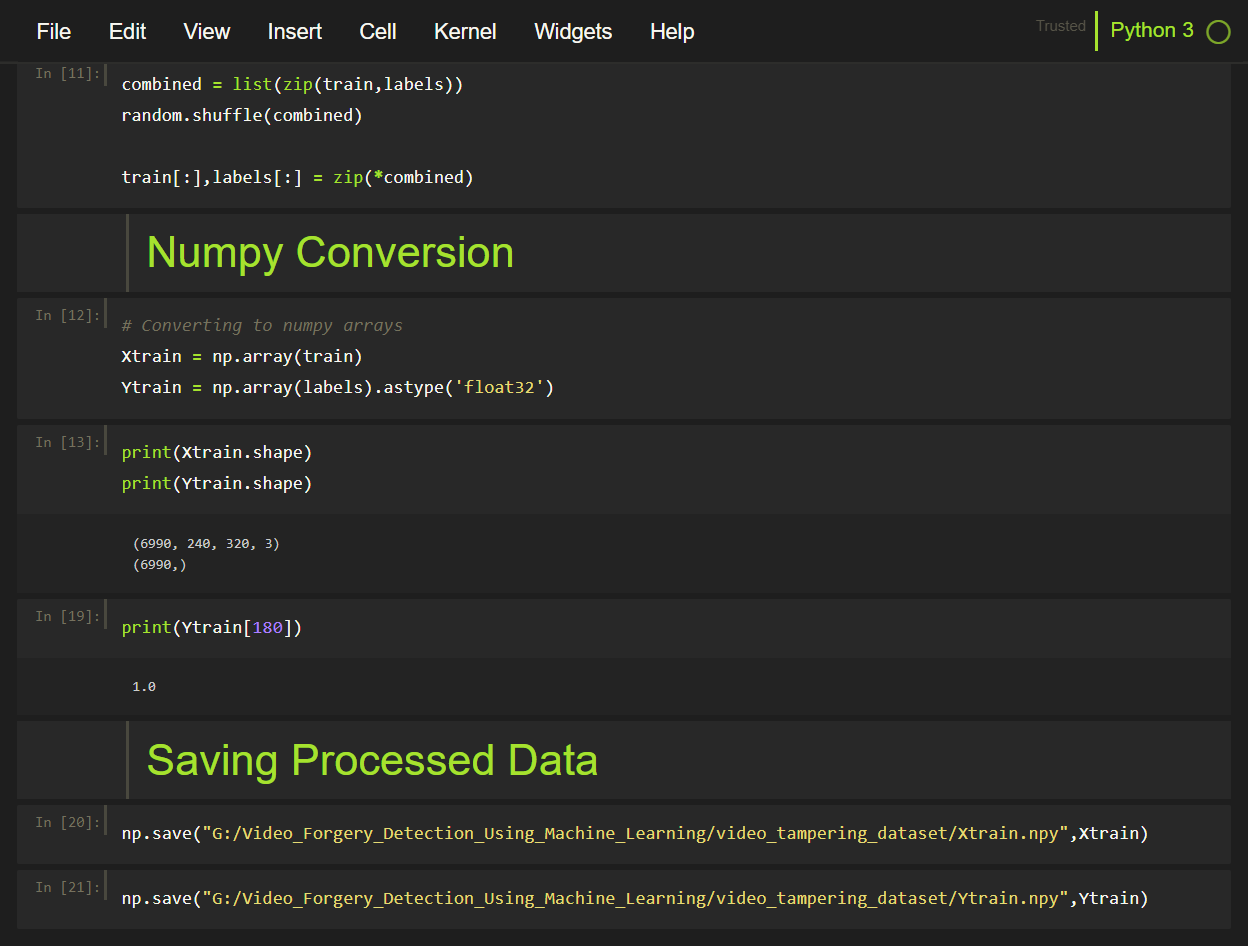 File Edit View Insert Cell Kernel Widgets Help Trusted Python 3
In [11]:
combined = list(zip(train,labels))
random.shuffle(combined)
train[:],labels[:] = zip(*combined)
Numpy Conversion
In [12]:
# Converting to numpy arrays
Xtrain = np.array(train)
Ytrain = np.array(labels).astype('float32')
In [13]:
print(Xtrain.shape)
print(Ytrain.shape)
(6990, 240, 320, 3)
(6990,)
In [19]:
print(Ytrain[180])
1.0
Saving Processed Data
In [20]:
np.save("G:/Video_Forgery_Detection_Using_Machine_Learning/video_tampering_dataset/Xtrain.npy",Xtrain)
In [21]:
np.save("G:/Video_Forgery_Detection_Using_Machine_Learning/video_tampering_dataset/Ytrain.npy",Ytrain)